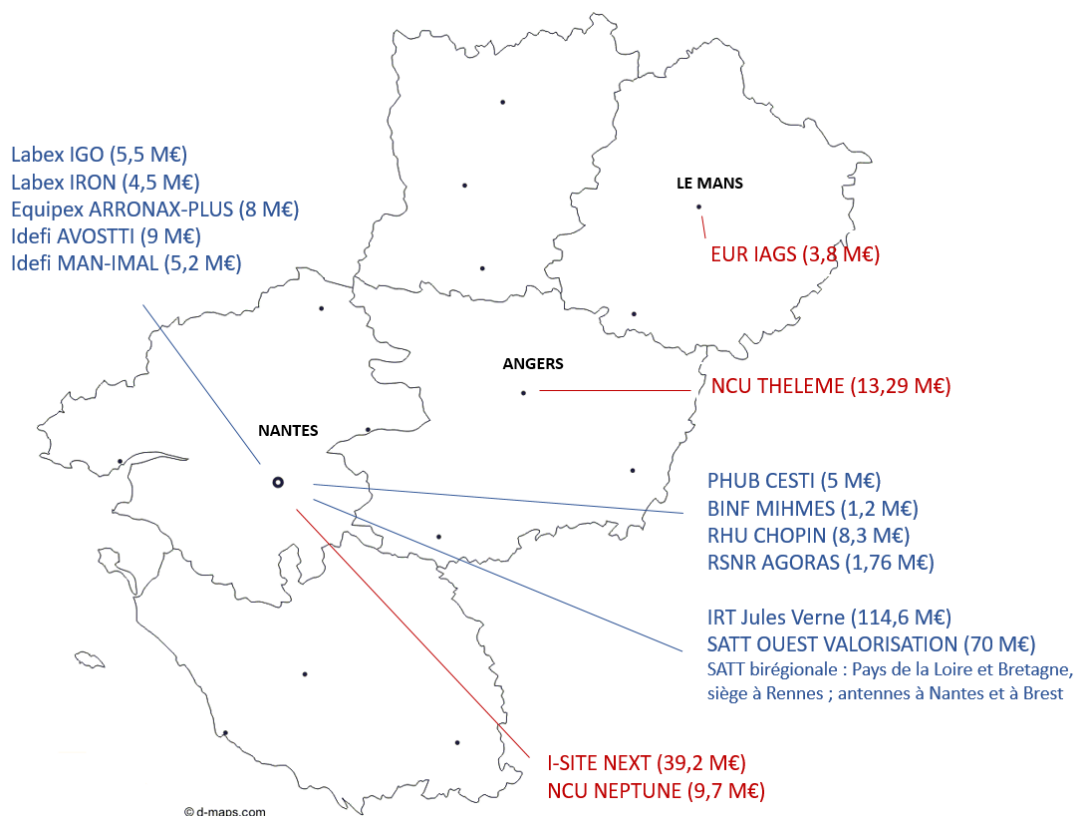 Labex IGO (5,5 M€)
Labex IRON (4,5 M€)
Equipex ARRONAX-PLUS (8 M€)
Idefi AVOSTTI (9 M€)
Idefi MAN-IMAL (5,2 M€)
LE MANS
EUR IAGS (3,8 M€)
ANGERS
NCU THELEME (13,29 M€)
NANTES
PHUB CESTI (5 M€)
BINF MIHMES (1,2 M€)
RHU CHOPIN (8,3 M€)
RSNR AGORAS (1,76 M€)
IRT Jules Verne (114,6 M€)
SATT OUEST VALORISATION (70 M€)
SATT birégionale : Pays de la Loire et Bretagne,
siège à Rennes ; antennes à Nantes et à Brest
I-SITE NEXT (39,2 M€)
NCU NEPTUNE (9,7 M€)
© d-maps.com